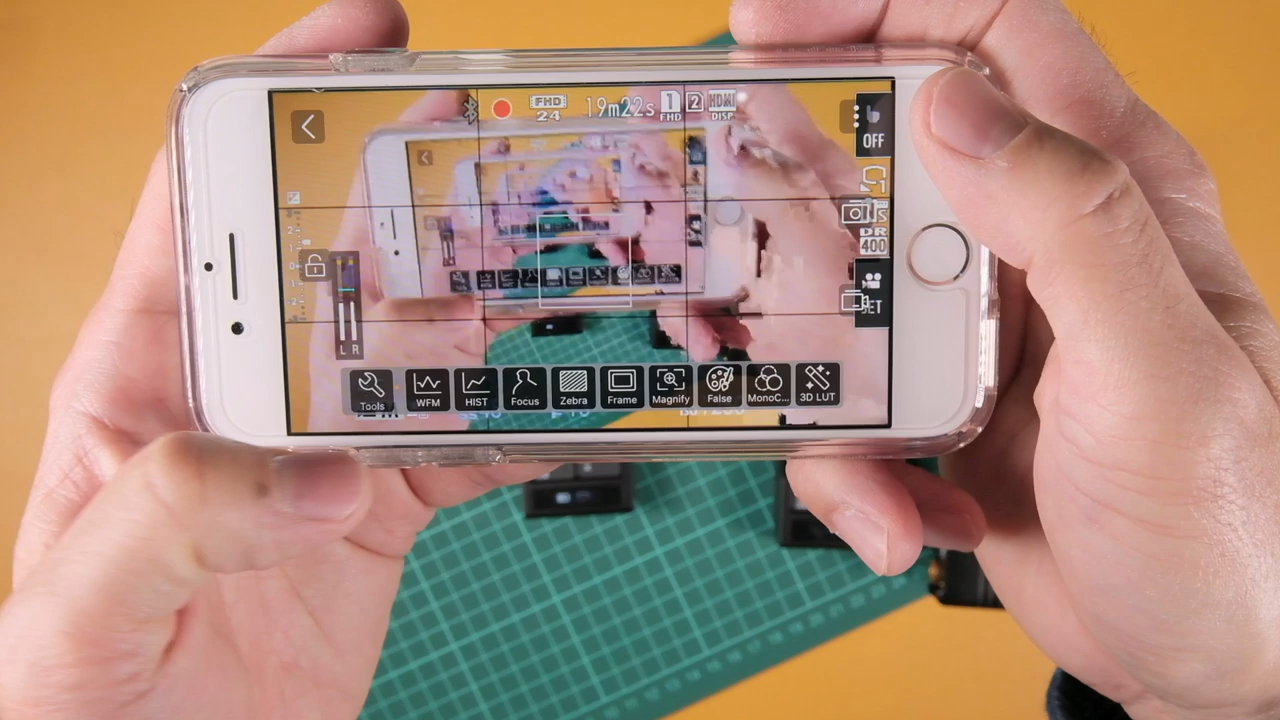 FHD 24 19m22s 1 FHD 2 HDMI DISP
OFF
DR 400
SET
L R
Tools WFM HIST Focus Zebra Frame Magnify False MonoC... 3D LUT